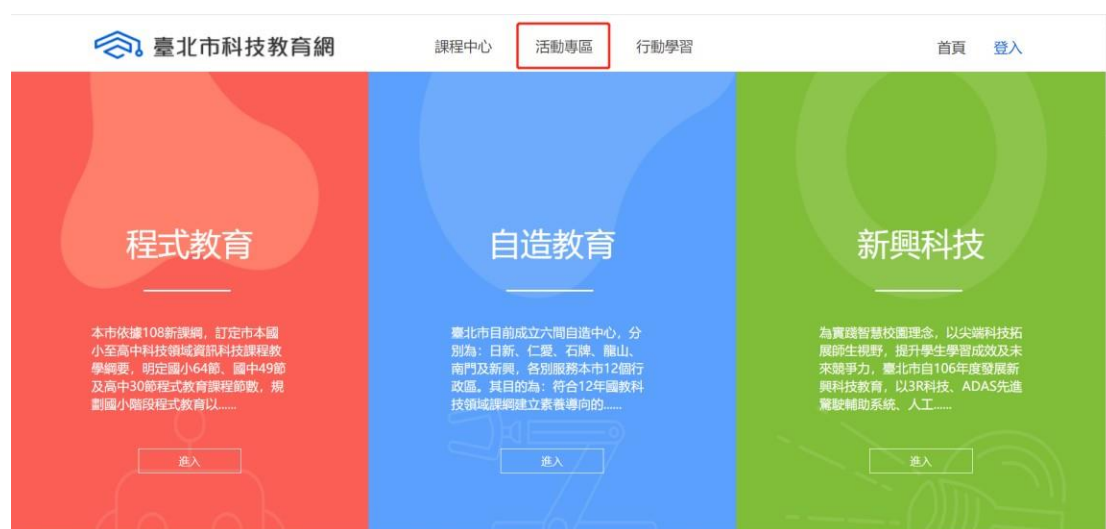 臺北市科技教育網
課程中心
活動專區
行動學習
首頁
登入
程式教育
本市依據108新課綱，訂定市本國
小至高中科技領域資訊科技課程教
學綱要，明定國小64節、國中49節
及高中30節程式教育課程節數，規
劃國小階段程式教育以......
進入
自造教育
臺北市目前成立六間自造中心，分
別為：日新、仁愛、石牌、龍山、
南門及新興，各別服務本市12個行
政區。其目的為：符合12年國教科
技領域課綱建立素養導向的......
進入
新興科技
為實踐智慧校園理念，以尖端科技拓
展師生視野，提升學生學習成效及未
來競爭力，臺北市自106年度發展新
興科技教育，以3R科技、ADAS先進
駕駛輔助系統、人工......
進入